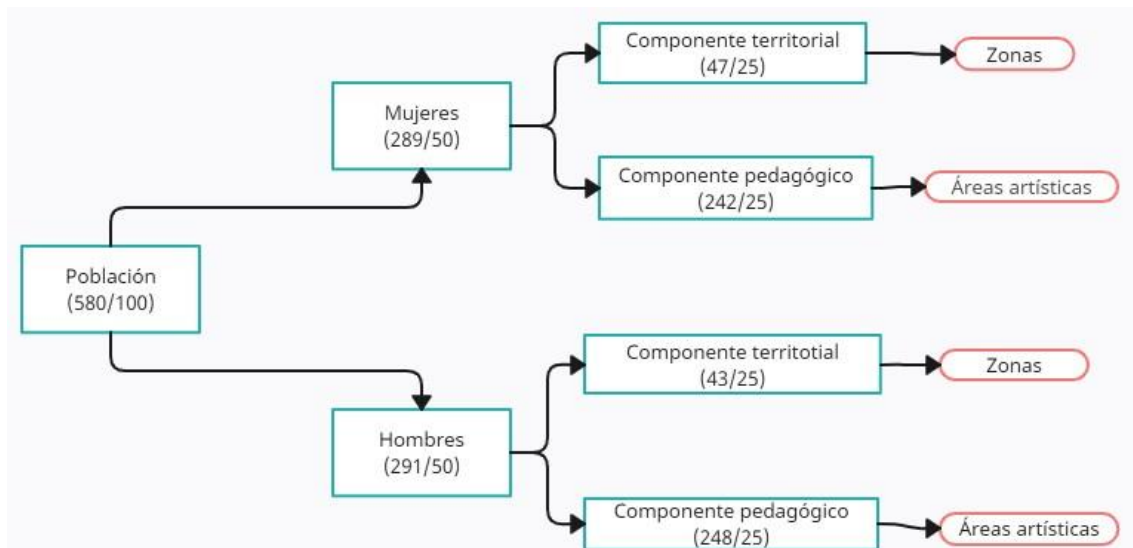 Componente territorial
(47/25)
Zonas
Mujeres
(289/50)
Componente pedagógico
(242/25)
Áreas artísticas
Población
(580/100)
Componente territotial
(43/25)
Zonas
Hombres
(291/50)
Componente pedagógico
(248/25)
Áreas artísticas